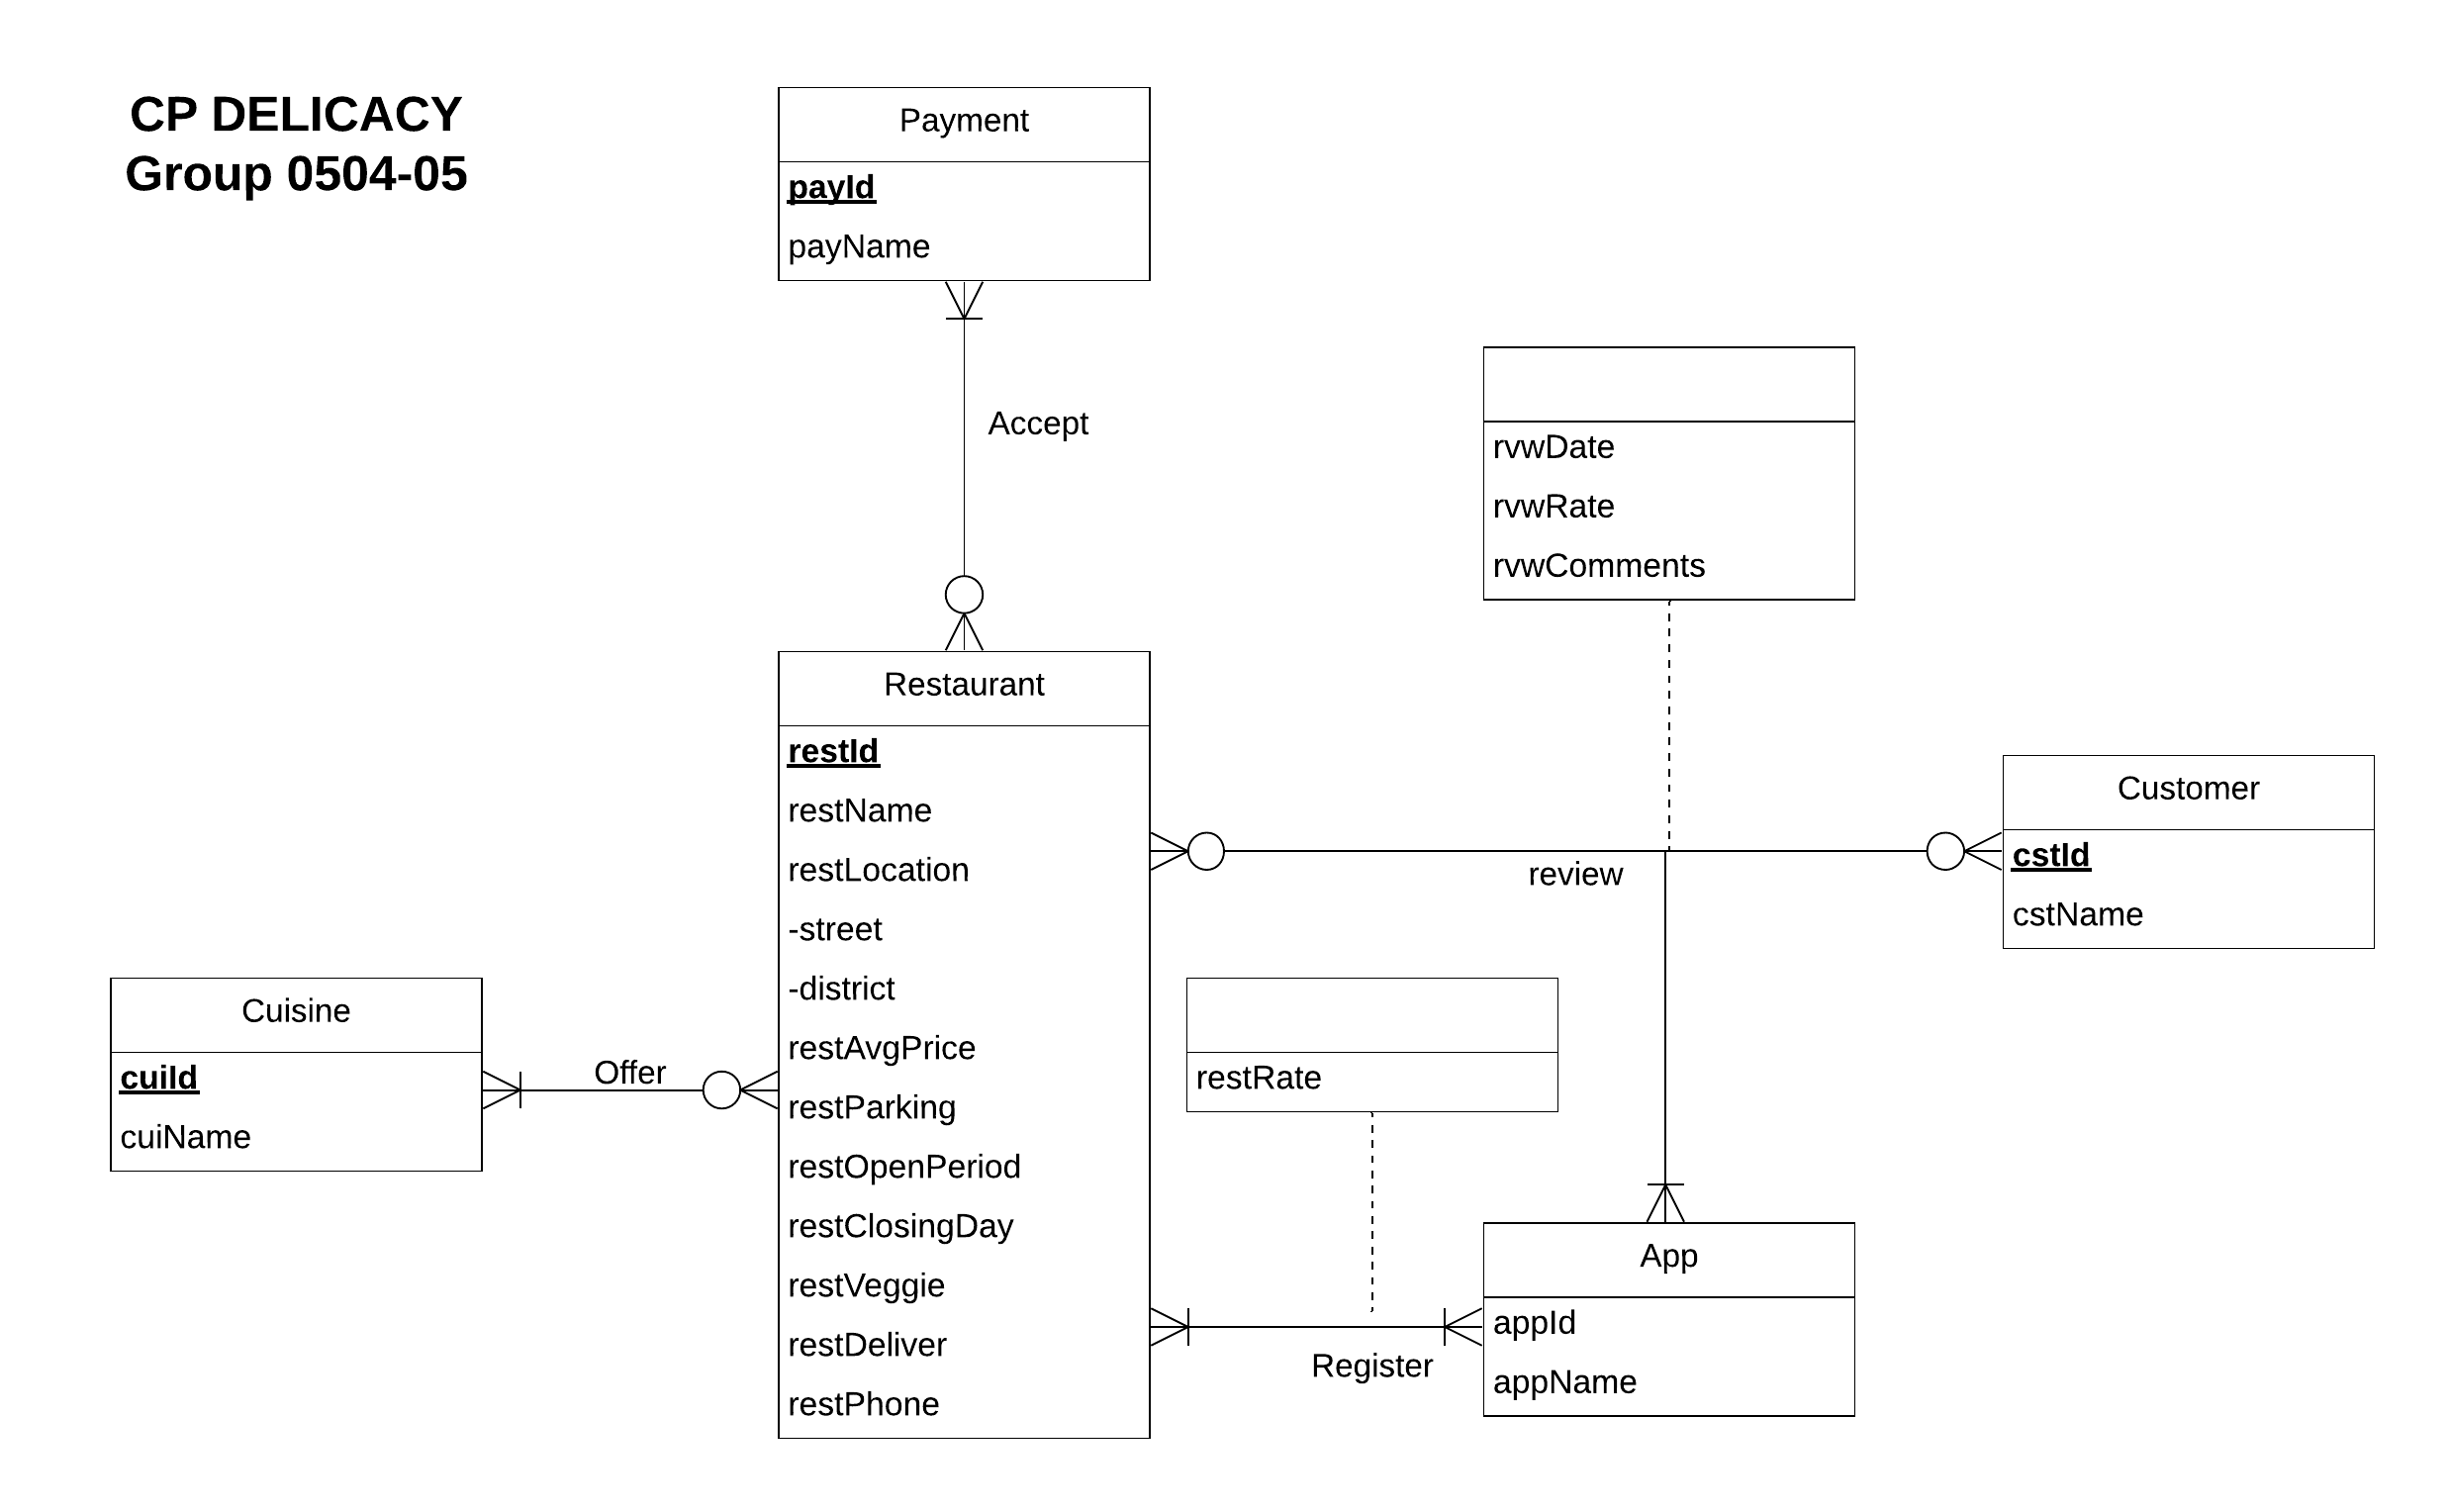 CP DELICACY
Group 0504-05
Payment
payId
payName
Accept
rvwDate
rvwRate
rvwComments
Restaurant
restId
restName
restLocation
-street
-district
restAvgPrice
restParking
restOpenPeriod
restClosingDay
restVeggie
restDeliver
restPhone
review
Customer
cstId
cstName
Cuisine
cuiId
cuiName
Offer
restRate
Register
App
appId
appName